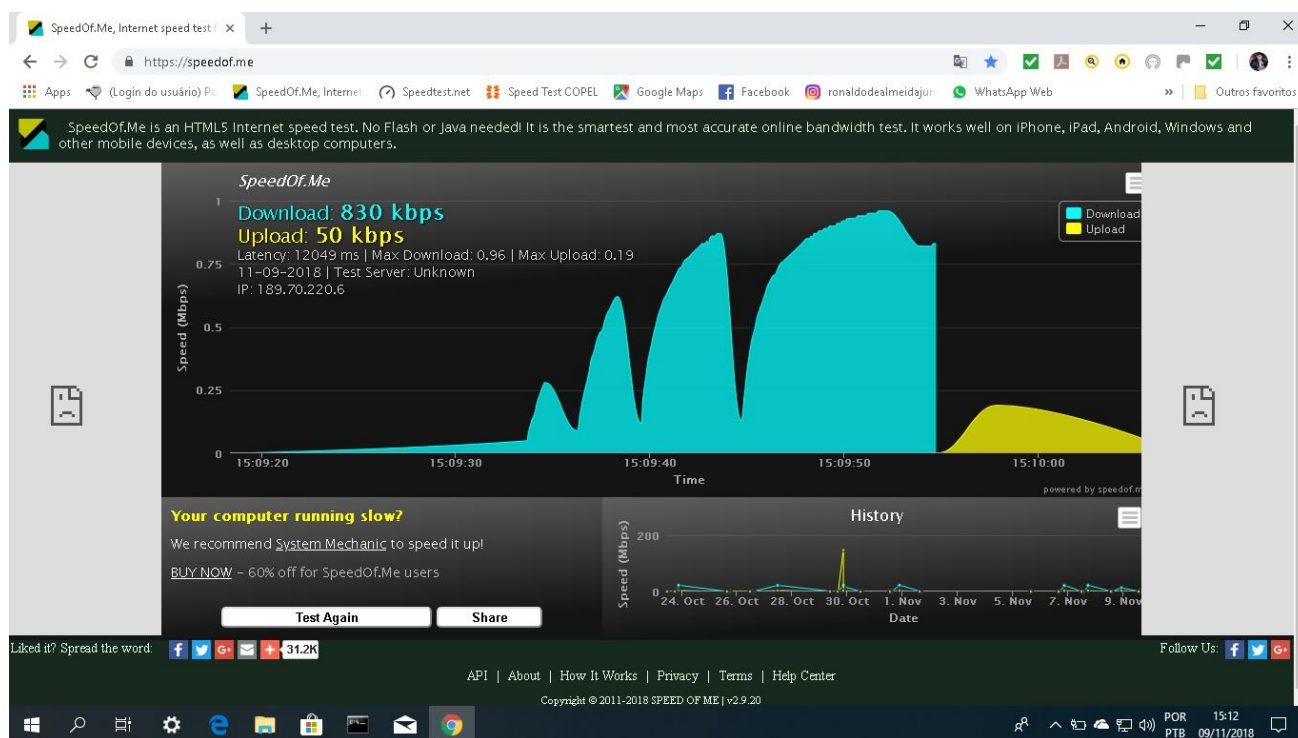 SpeedOf.Me, Internet speed test
https://speedof.me
Apps (Login do usuário) P SpeedOf.Me, Internet Speedtest.net Speed Test COPEL Google Maps Facebook ronaldodealmeidajun WhatsApp Web » Outros favoritos
SpeedOf.Me is an HTML5 Internet speed test. No Flash or Java needed! It is the smartest and most accurate online bandwidth test. It works well on iPhone, iPad, Android, Windows and
other mobile devices, as well as desktop computers.
SpeedOf.Me
Download: 830 kbps
Upload: 50 kbps
Latency: 12049 ms | Max Download: 0.96 | Max Upload: 0.19
11-09-2018 | Test Server: Unknown
IP: 189.70.220.6
Download
Upload
Speed (Mbps)
1
0.75
0.5
0.25
0
15:09:20 15:09:30 15:09:40 15:09:50 15:10:00
Time
powered by speedof.m
Your computer running slow?
We recommend System Mechanic to speed it up!
BUY NOW – 60% off for SpeedOf.Me users
Test Again Share
History
Speed (Mbps)
200
0
24. Oct 26. Oct 28. Oct 30. Oct 1. Nov 3. Nov 5. Nov 7. Nov 9. Nov
Date
Liked it? Spread the word: 31.2K
Follow Us:
API | About | How It Works | Privacy | Terms | Help Center
Copyright © 2011-2018 SPEED OF ME | v2.9.20
POR 15:12
PTB 09/11/2018